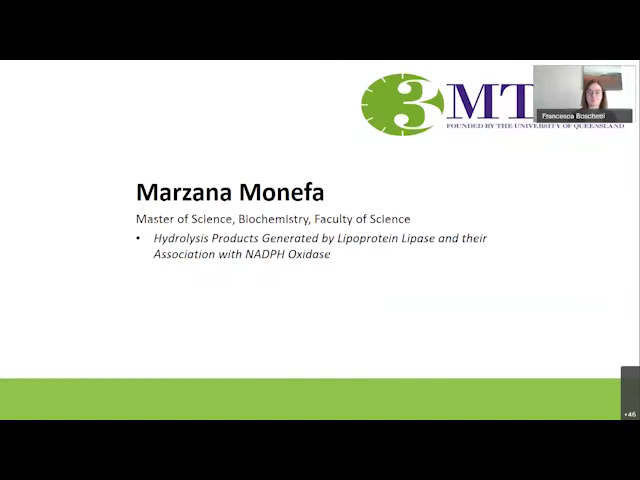 3MT
FOUNDED BY THE UNIVERSITY OF QUEENSLAND
Francesca Boschetti
Marzana Monefa
Master of Science, Biochemistry, Faculty of Science
• Hydrolysis Products Generated by Lipoprotein Lipase and their
Association with NADPH Oxidase
+46